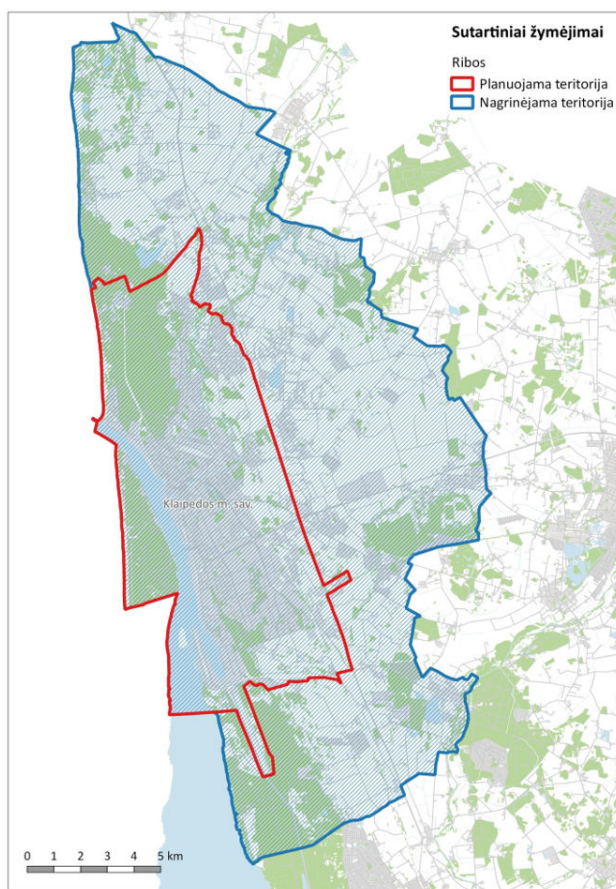 Sutartiniai žymėjimai
Ribos
Planuojama teritorija
Nagrinėjama teritorija
Klaipėdos m. sav.
0 1 2 3 4 5 km